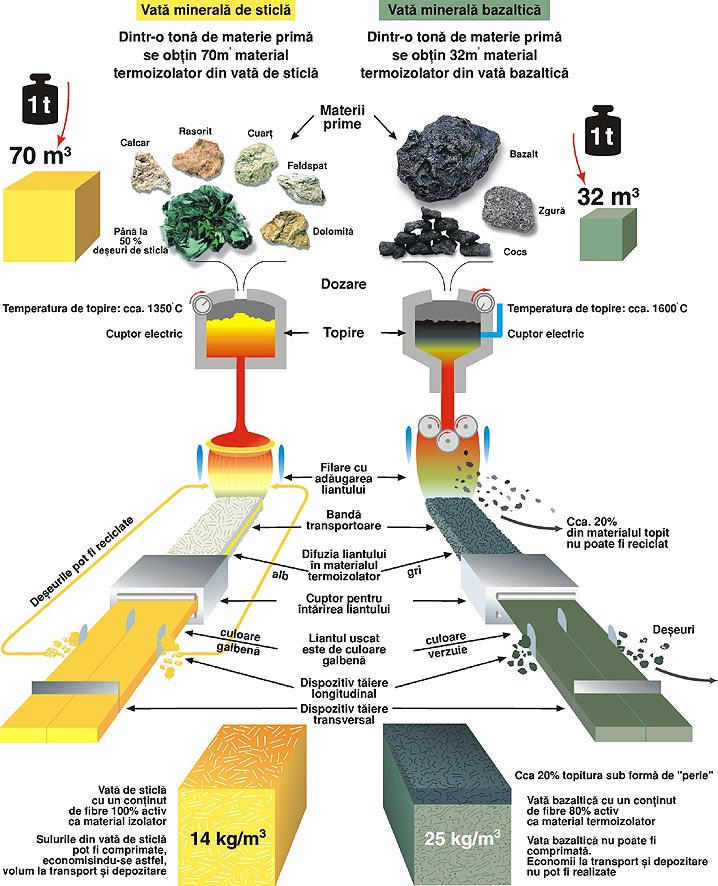 Vată minerală de sticlă
Vată minerală bazaltică
Dintr-o tonă de materie primă
se obțin 70m³ material
termoizolator din vată de sticlă
Dintr-o tonă de materie primă
se obțin 32m³ material
termoizolator din vată bazaltică
1t
70 m³
Materii
prime
Calcar
Rasorit
Cuarț
Feldspat
Dolomită
Până la
50 %
deșeuri de sticlă
Bazalt
Zgură
Cocs
1t
32 m³
Dozare
Temperatura de topire: cca. 1350°C
Cuptor electric
Topire
Temperatura de topire: cca. 1600°C
Cuptor electric
Filare cu
adăugarea
liantului
Bandă
transportoare
Cca. 20%
din materialul topit
nu poate fi reciclat
Deșeurile pot fi reciclate
Difuzia liantului
în materialul
termoizolator
alb
gri
Cuptor pentru
întărirea liantului
culoare
galbenă
Liantul uscat
este de culoare
galbenă
culoare
verzuie
Deșeuri
Dispozitiv tăiere
longitudinal
Dispozitiv tăiere
transversal
Vată de sticlă
cu un conținut
de fibre 100% activ
ca material izolator
Sulurile din vată de sticlă
pot fi comprimate,
economisindu-se astfel,
volum la transport și depozitare
14 kg/m³
25 kg/m³
Cca 20% topitura sub formă de "perle"
Vată bazaltică cu un conținut
de fibre 80% activ
ca material termoizolator
Vata bazaltică nu poate fi
comprimată.
Economii la transport și depozitare
nu pot fi realizate